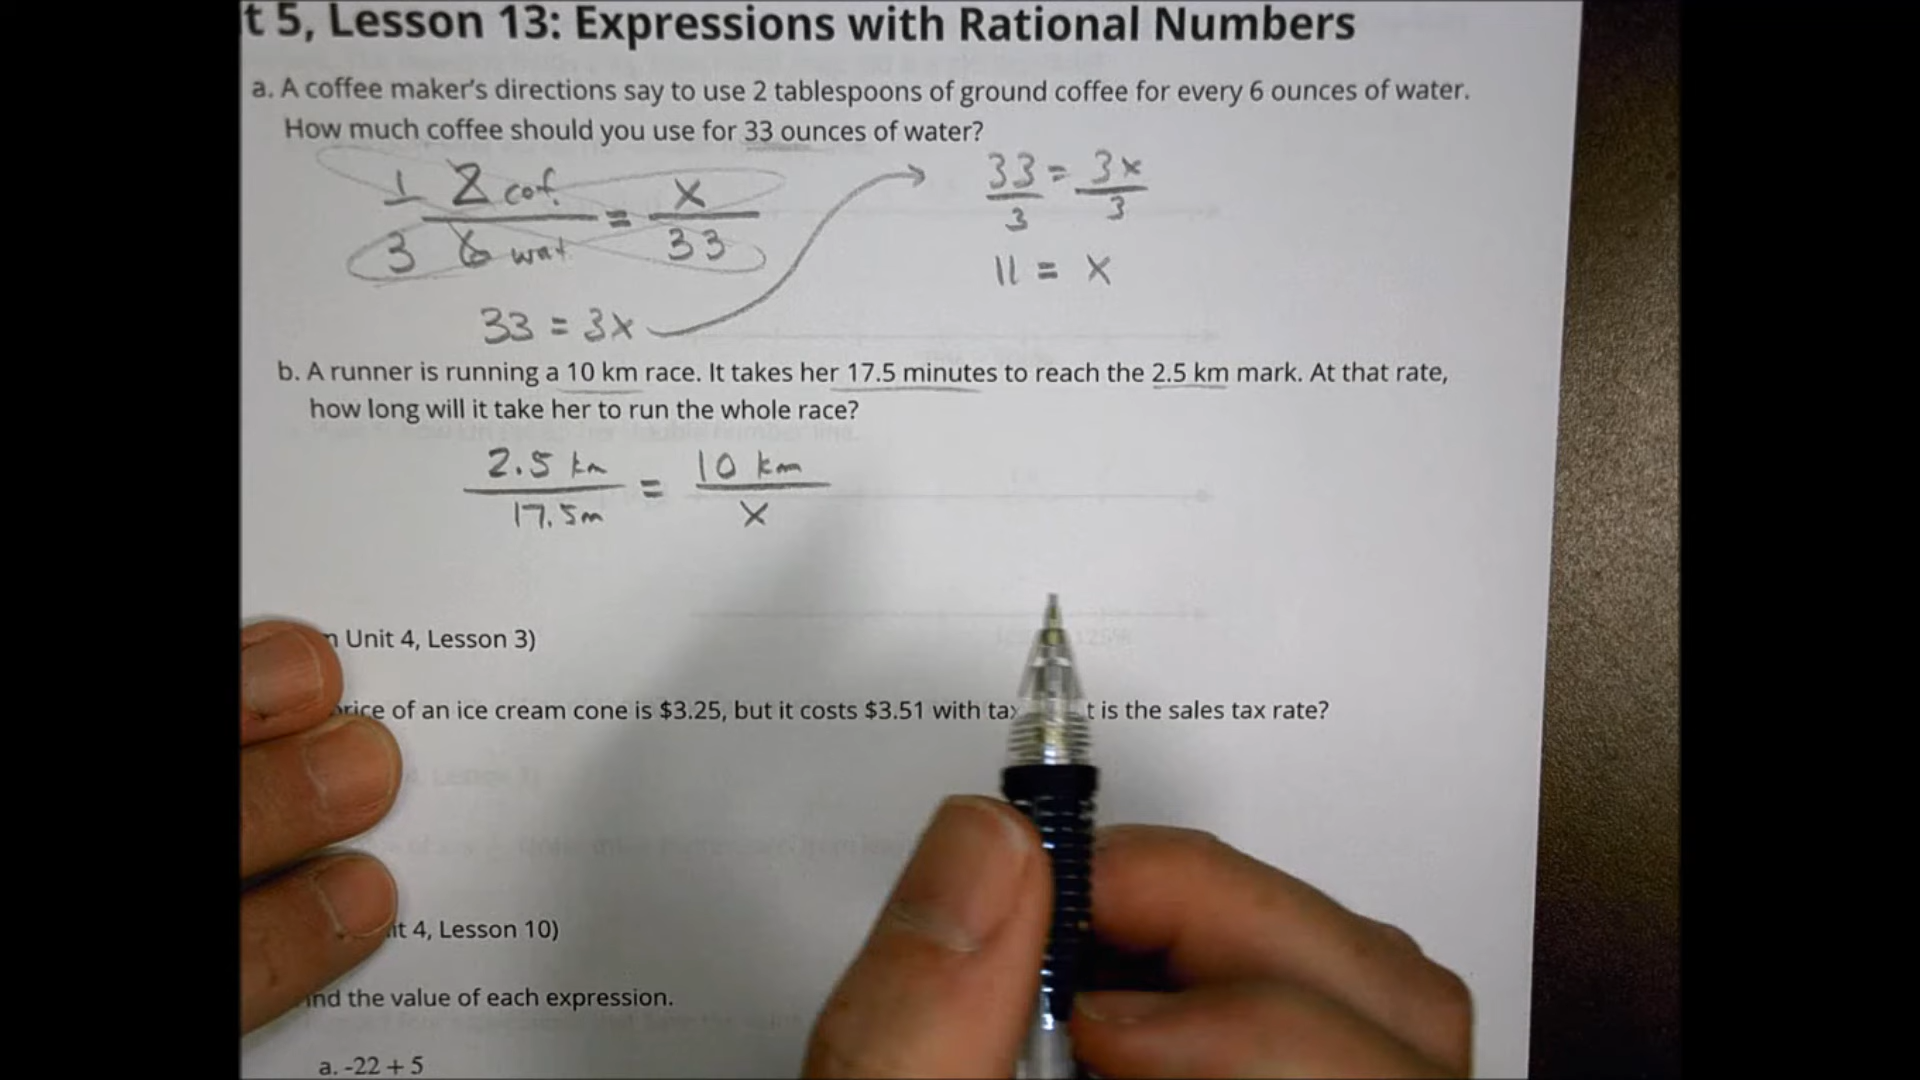 t 5, Lesson 13: Expressions with Rational Numbers
a. A coffee maker's directions say to use 2 tablespoons of ground coffee for every 6 ounces of water.
How much coffee should you use for 33 ounces of water?
1 2 cof. = x
3 6 wat. 33
33 = 3x
33 = 3x
3 3
11 = x
b. A runner is running a 10 km race. It takes her 17.5 minutes to reach the 2.5 km mark. At that rate,
how long will it take her to run the whole race?
2.5 km = 10 km
17.5m x
n Unit 4, Lesson 3)
price of an ice cream cone is $3.25, but it costs $3.51 with tax t is the sales tax rate?
it 4, Lesson 10)
ind the value of each expression.
a. -22 + 5